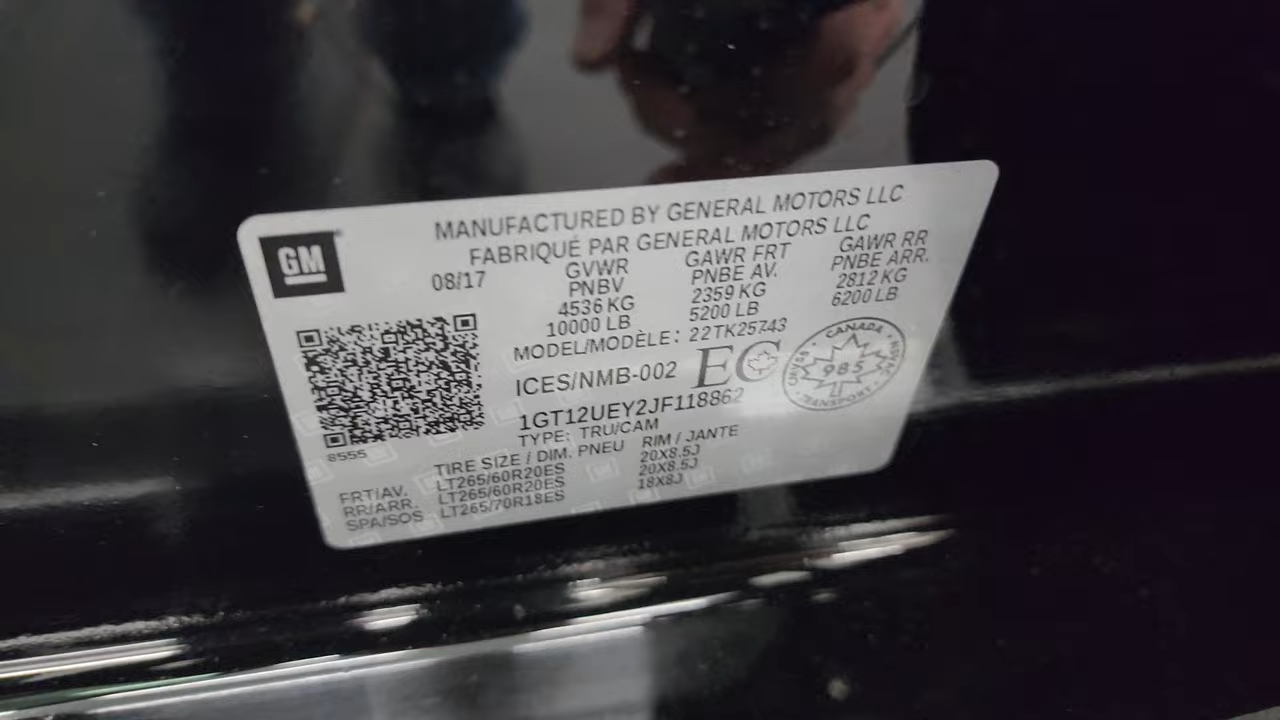 MANUFACTURED BY GENERAL MOTORS LLC
FABRIQUÉ PAR GENERAL MOTORS LLC
GM
08/17
GVWR
PNBV
4536 KG
10000 LB
GAWR FRT
PNBE AV.
2359 KG
5200 LB
GAWR RR
PNBE ARR.
2812 KG
6200 LB
MODEL/MODÈLE: 22TK25743
ICES/NMB-002
EC
CANADA
985
TRANSPORT
1GT12UEY2JF118862
TYPE: TRU/CAM
8555
TIRE SIZE / DIM. PNEU RIM / JANTE
FRT/AV. LT265/60R20ES 20X8.5J
RR/ARR. LT265/60R20ES 20X8.5J
SPA/SOS LT265/70R18ES 18X8J